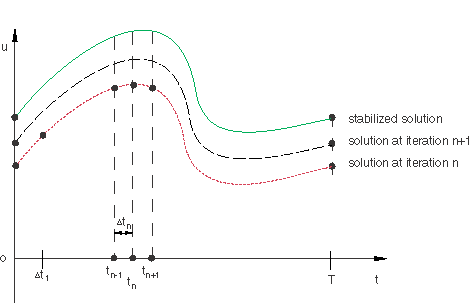 u
stabilized solution
solution at iteration n+1
solution at iteration n
Δtn
o
Δt1
tn-1
tn
tn+1
T
t